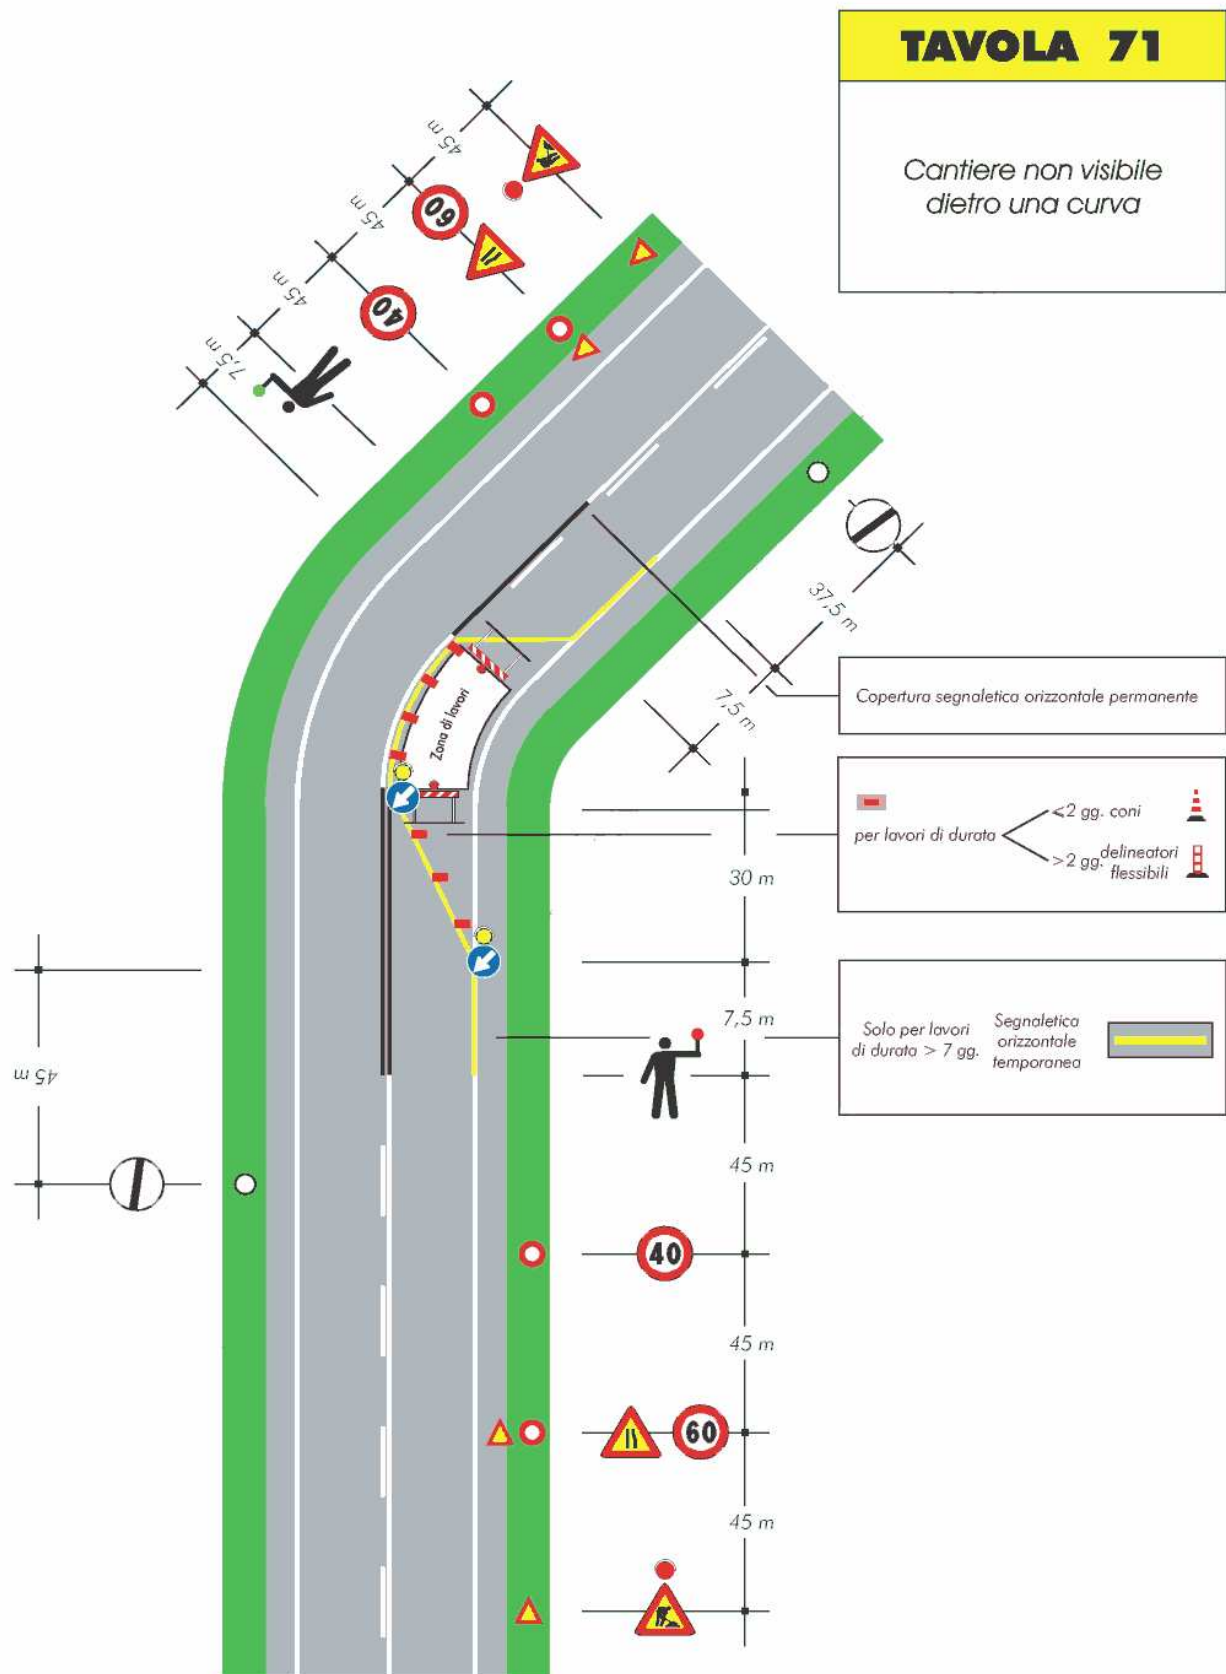 TAVOLA 71
Cantiere non visibile
dietro una curva
45 m
45 m
60
45 m
40
7,5 m
37,5 m
Copertura segnaletica orizzontale permanente
7,5 m
Zona di lavori
per lavori di durata
⩽2 gg. coni
>2 gg. delineatori
flessibili
30 m
7,5 m
Solo per lavori
di durata > 7 gg.
Segnaletica
orizzontale
temporanea
45 m
45 m
40
45 m
60
45 m